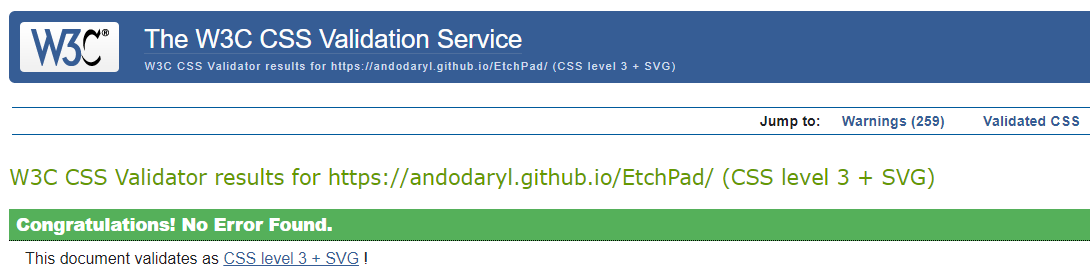 W3C®
The W3C CSS Validation Service
W3C CSS Validator results for https://andodaryl.github.io/EtchPad/ (CSS level 3 + SVG)
Jump to: Warnings (259) Validated CSS
W3C CSS Validator results for https://andodaryl.github.io/EtchPad/ (CSS level 3 + SVG)
Congratulations! No Error Found.
This document validates as CSS level 3 + SVG !